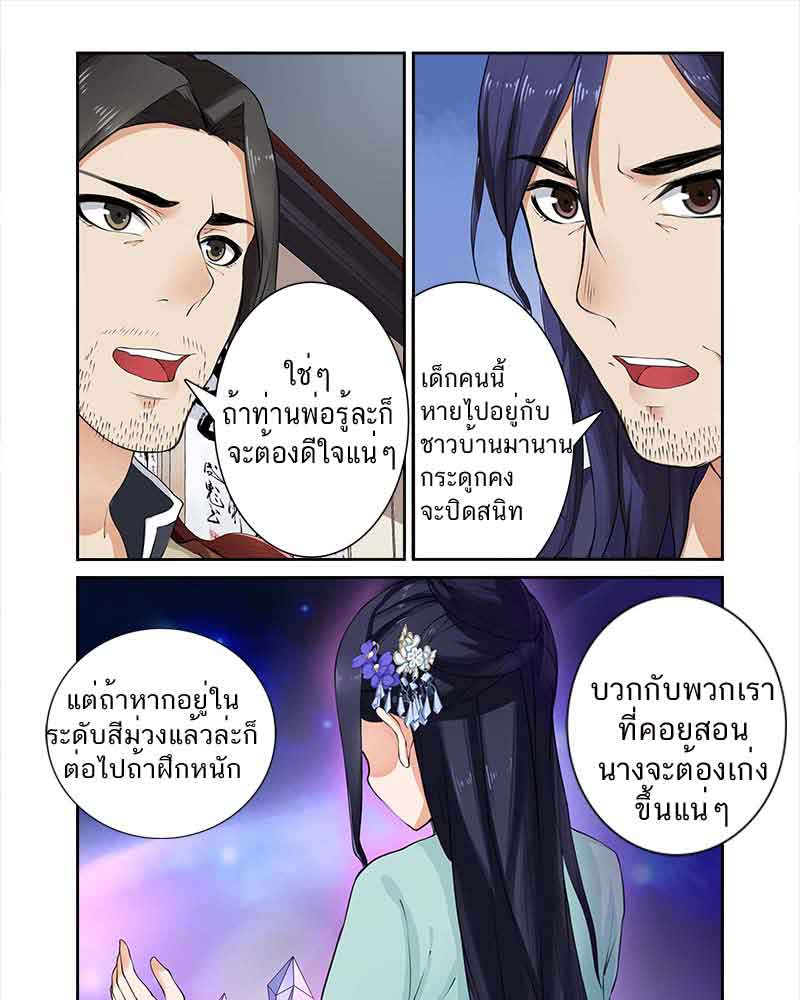 ใช่ๆ
ถ้าท่านพ่อรู้ละก็
จะต้องดีใจแน่ๆ
เด็กคนนี้
หายไปอยู่กับ
ชาวบ้านมานาน
กระดูกคง
จะปิดสนิท
แต่ถ้าหากอยู่ใน
ระดับสีม่วงแล้วล่ะก็
ต่อไปถ้าฝึกหนัก
บวกกับพวกเรา
ที่คอยสอน
นางจะต้องเก่ง
ขึ้นแน่ๆ